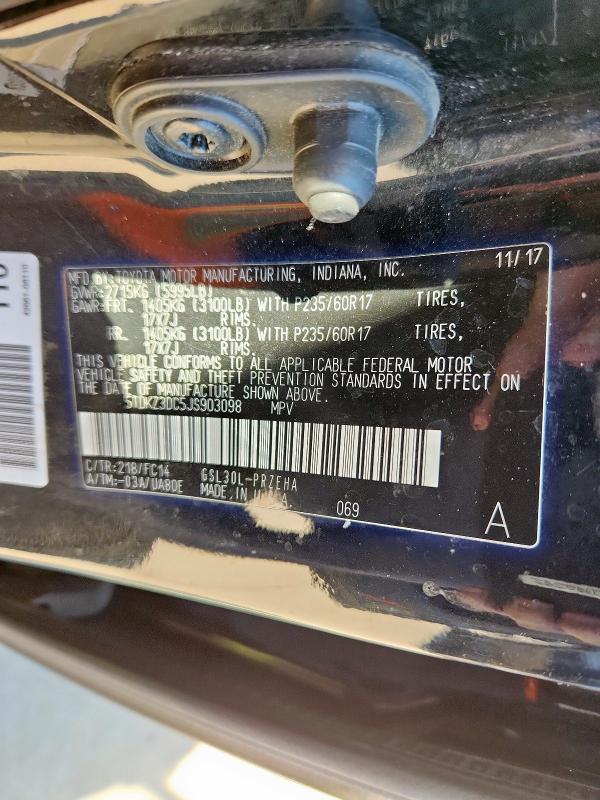 MFD.BY:TOYOTA MOTOR MANUFACTURING, INDIANA, INC. 11/17
GVWR:2715KG (5995LB)
GAWR:FRT. 1405KG (3100LB) WITH P235/60R17 TIRES,
17X7J RIMS.
RR. 1405KG (3100LB) WITH P235/60R17 TIRES,
17X7J RIMS.
THIS VEHICLE CONFORMS TO ALL APPLICABLE FEDERAL MOTOR
VEHICLE SAFETY AND THEFT PREVENTION STANDARDS IN EFFECT ON
THE DATE OF MANUFACTURE SHOWN ABOVE.
5TDKZ3DC5JS903098 MPV
C/TR:218/FC14 GSL30L-PRZEHA
A/TM:-03A/UA80E MADE IN U.S.A
069 A